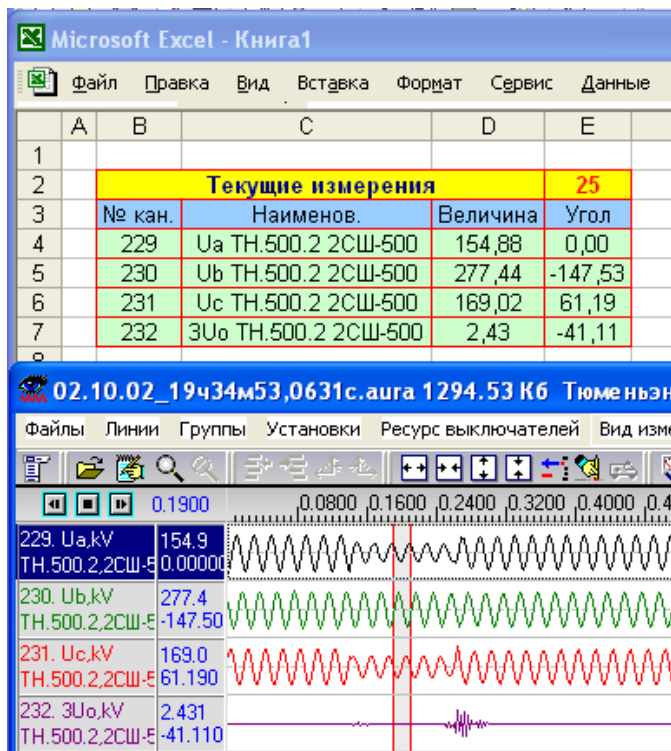 Microsoft Excel - Книга1
Файл Правка Вид Вставка Формат Сервис Данные
A B C D E
1
2 Текущие измерения 25
3 № кан. Наименов. Величина Угол
4 229 Ua ТН.500.2 2СШ-500 154,88 0,00
5 230 Ub ТН.500.2 2СШ-500 277,44 -147,53
6 231 Uc ТН.500.2 2СШ-500 169,02 61,19
7 232 3Uo ТН.500.2 2СШ-500 2,43 -41,11
02.10.02_19ч34м53,0631с.aura 1294.53 Кб Тюменьэн
Файлы Линии Группы Установки Ресурс выключателей Вид изме
0.1900 0.0800 0.1600 0.2400 0.3200 0.4000 0.4
229. Ua,kV 154.9
ТН.500.2,2СШ-5 0.00000
230. Ub,kV 277.4
ТН.500.2,2СШ-5 -147.50
231. Uc,kV 169.0
ТН.500.2,2СШ-5 61.190
232. 3Uo,kV 2.431
ТН.500.2,2СШ-5 -41.110